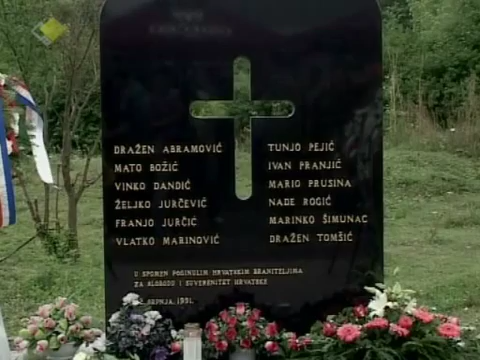 DRAŽEN ABRAMOVIĆ
MATO BOŽIĆ
VINKO DANDIĆ
ŽELJKO JURČEVIĆ
FRANJO JURČIĆ
VLATKO MARINOVIĆ
TUNJO PEJIĆ
IVAN PRANJIĆ
MARIO PRUSINA
NADE ROGIĆ
MARINKO ŠIMUNAC
DRAŽEN TOMŠIĆ
U SPOMEN POGINULIM HRVATSKIM BRANITELJIMA
ZA SLOBODU I SUVERENITET HRVATSKE
SRPNJA, 1991.